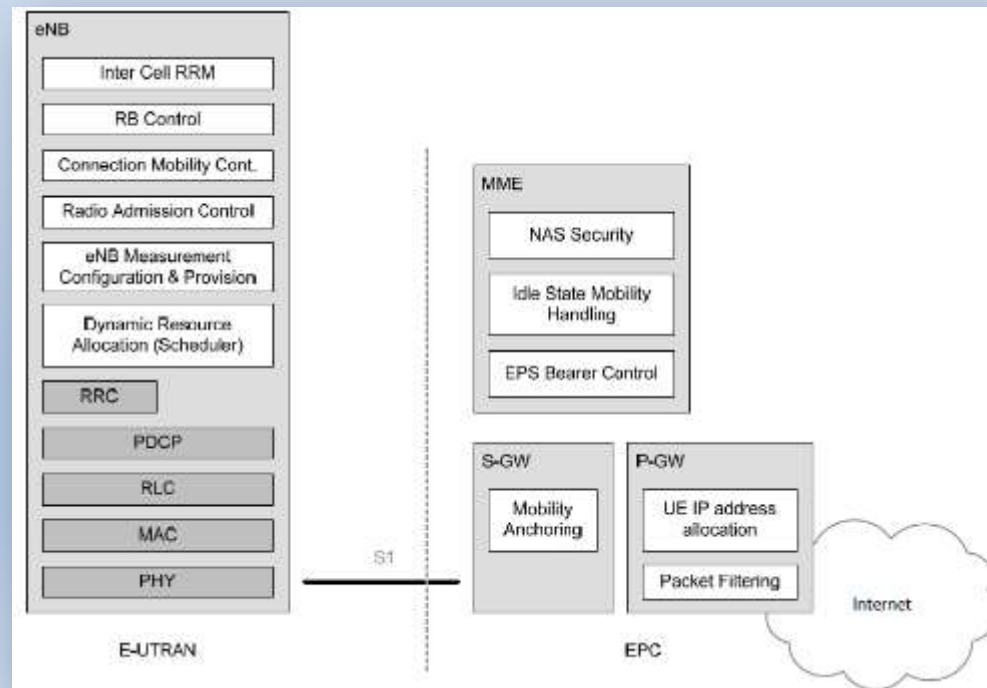 eNB
Inter Cell RRM
RB Control
Connection Mobility Cont.
Radio Admission Control
eNB Measurement
Configuration & Provision
Dynamic Resource
Allocation (Scheduler)
RRC
PDCP
RLC
MAC
PHY
E-UTRAN
S1
MME
NAS Security
Idle State Mobility
Handling
EPS Bearer Control
S-GW
Mobility
Anchoring
P-GW
UE IP address
allocation
Packet Filtering
Internet
EPC